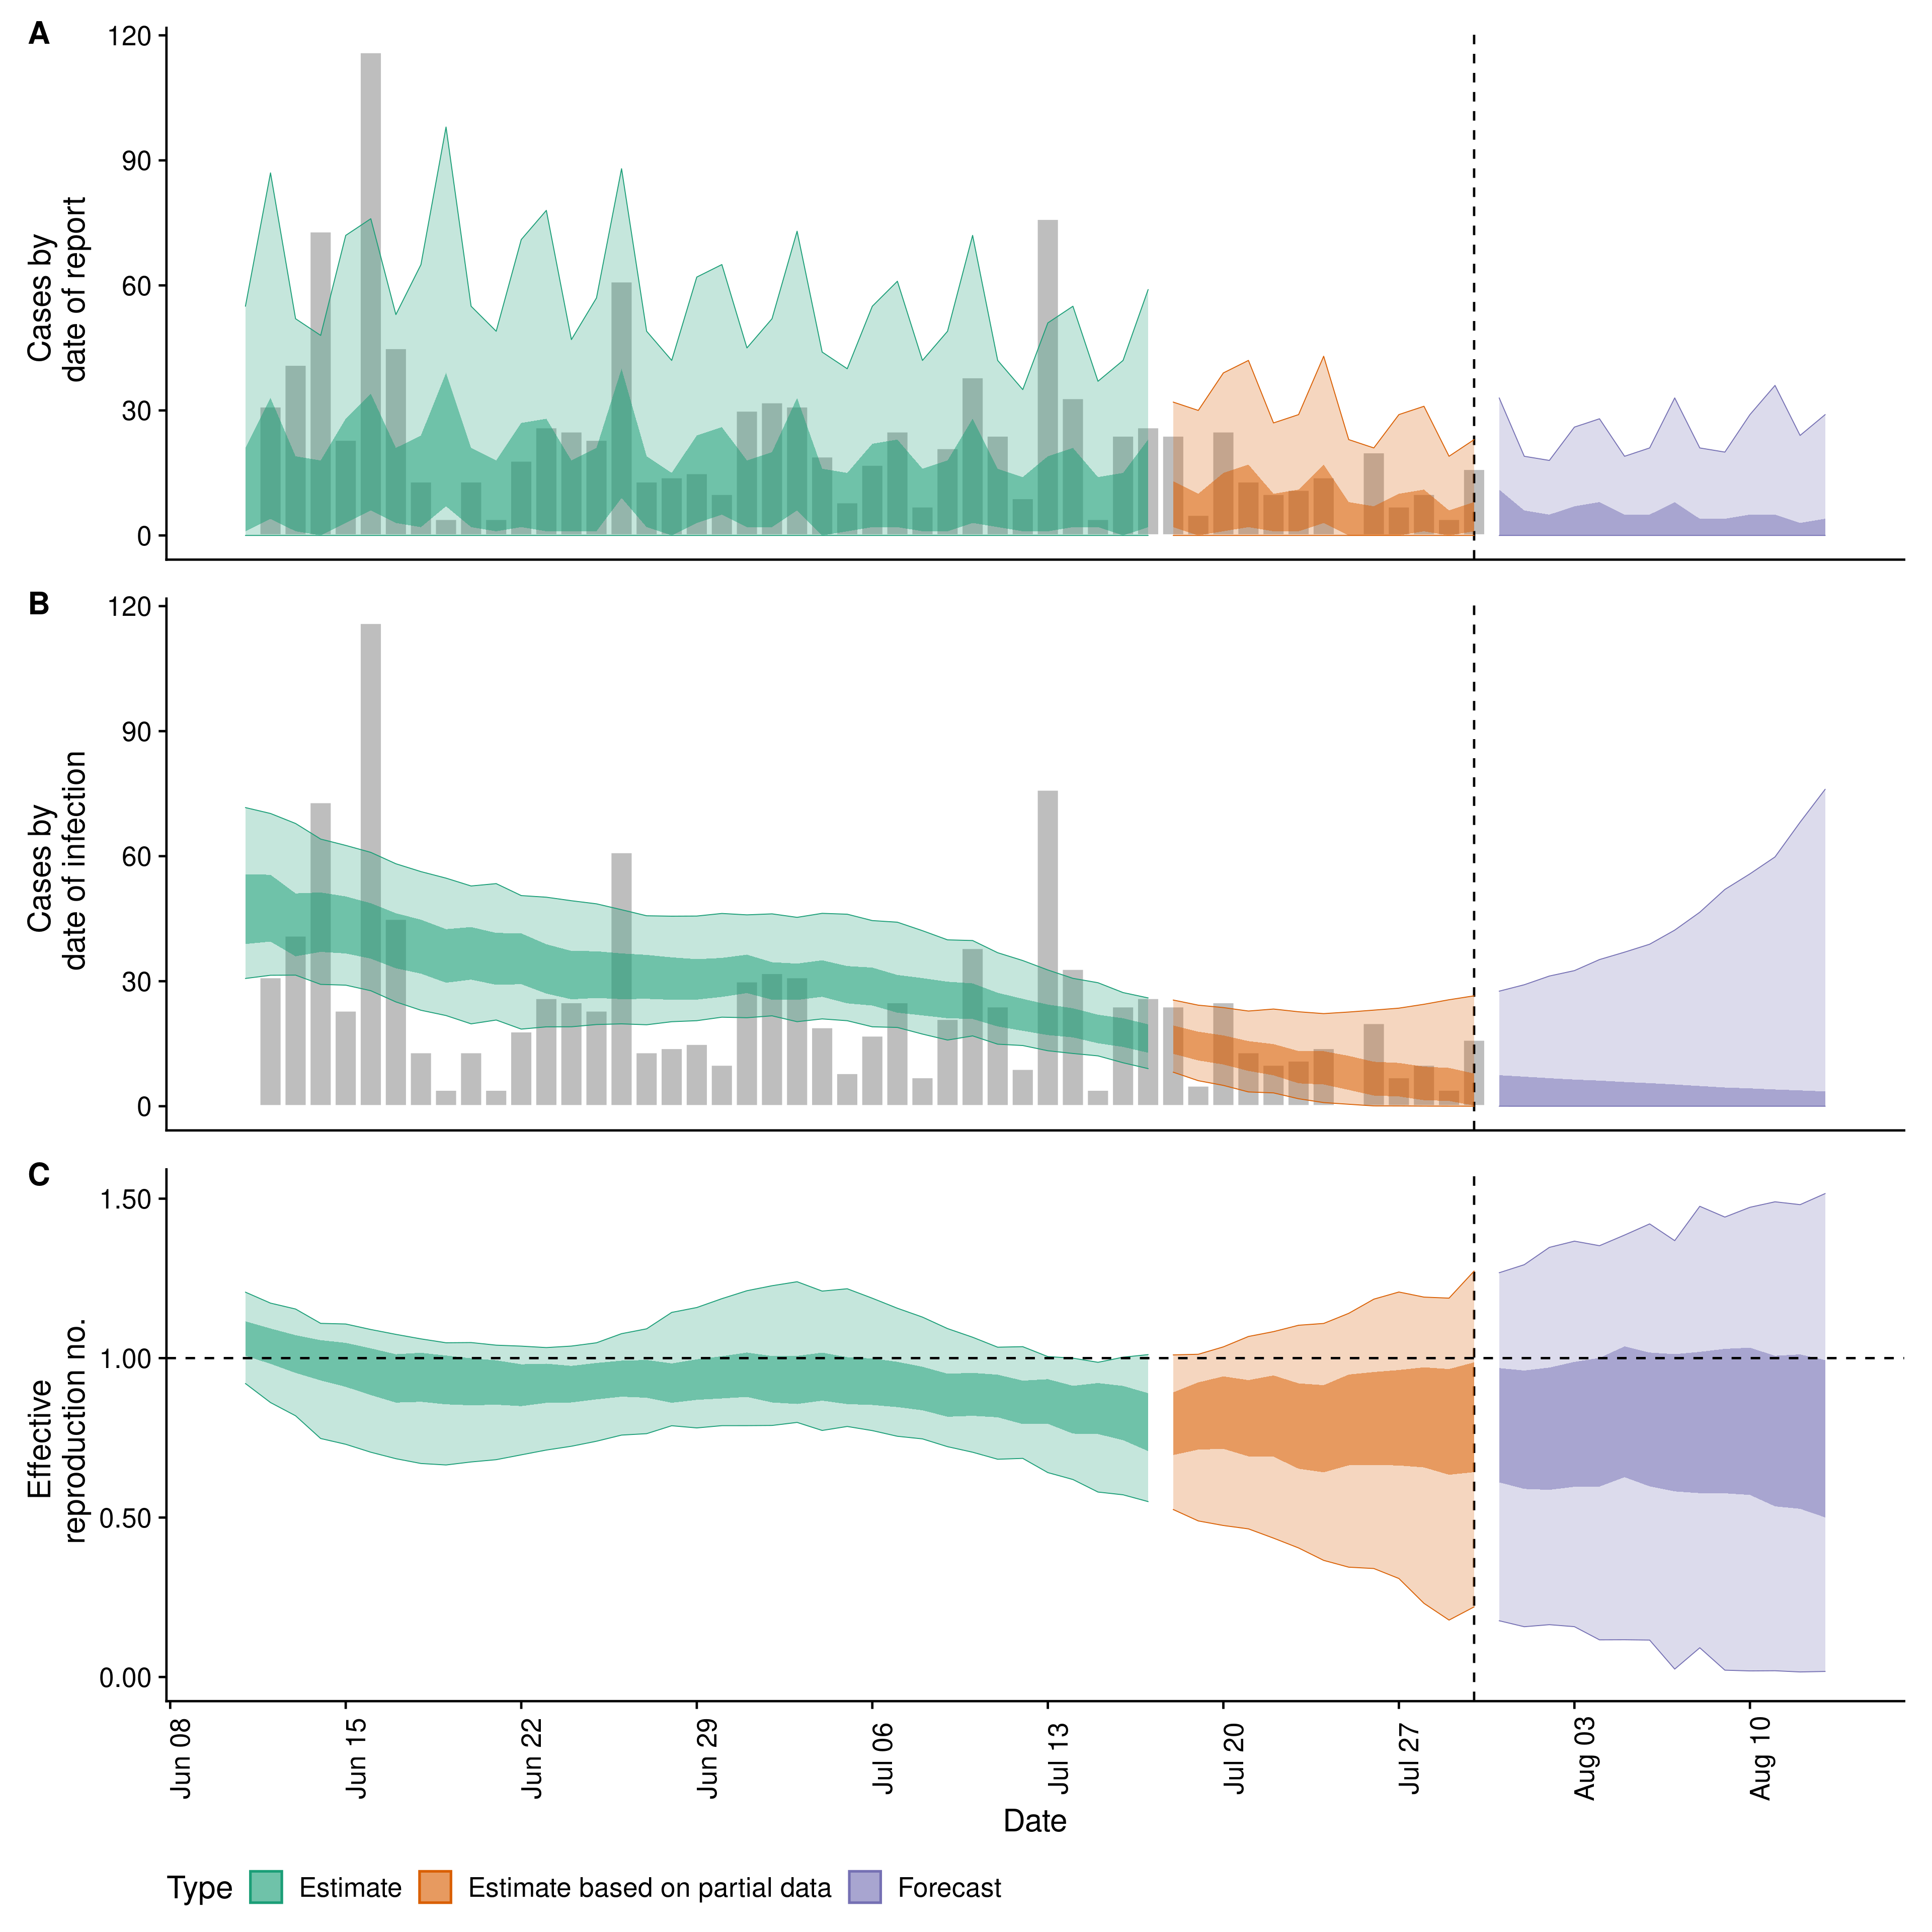 A
120
90
60
30
0
Cases by
date of report
B
120
90
60
30
0
Cases by
date of infection
C
1.50
1.00
0.50
0.00
Effective
reproduction no.
Jun 08
Jun 15
Jun 22
Jun 29
Jul 06
Jul 13
Jul 20
Jul 27
Aug 03
Aug 10
Date
Type Estimate Estimate based on partial data Forecast